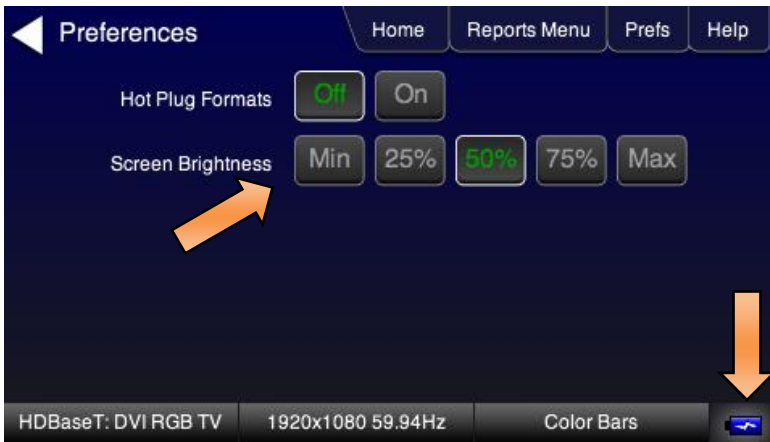 Preferences Home Reports Menu Prefs Help
Hot Plug Formats Off On
Screen Brightness Min 25% 50% 75% Max
HDBaseT: DVI RGB TV 1920x1080 59.94Hz Color Bars